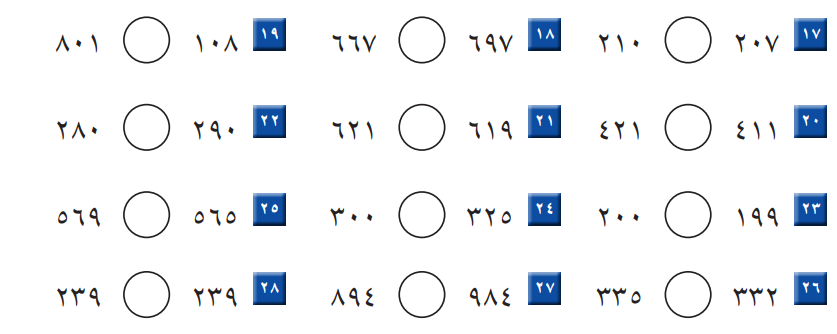 ١٧ ٢٠٧ ◯ ٢١٠ ١٨ ٦٩٧ ◯ ٦٦٧ ١٩ ١٠٨ ◯ ٨٠١
٢٠ ٤١١ ◯ ٤٢١ ٢١ ٦١٩ ◯ ٦٢١ ٢٢ ٢٩٠ ◯ ٢٨٠
٢٣ ١٩٩ ◯ ٢٠٠ ٢٤ ٣٢٥ ◯ ٣٠٠ ٢٥ ٥٦٥ ◯ ٥٦٩
٢٦ ٣٣٢ ◯ ٣٣٥ ٢٧ ٩٨٤ ◯ ٨٩٤ ٢٨ ٢٣٩ ◯ ٢٣٩